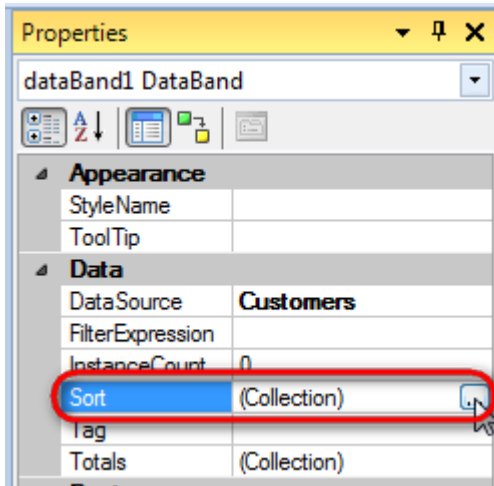 Properties
dataBand1 DataBand
Appearance
StyleName
ToolTip
Data
DataSource Customers
FilterExpression
InstanceCount 0
Sort (Collection) ...
Tag
Totals (Collection)